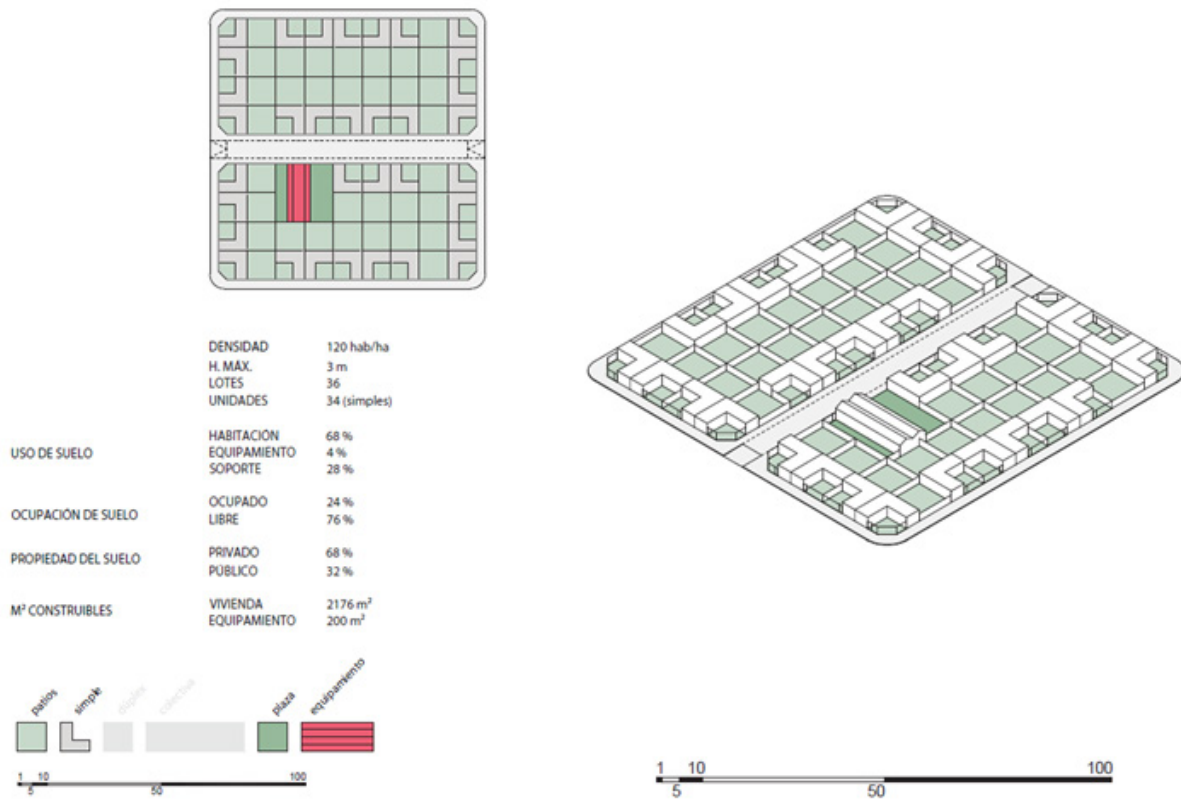 DENSIDAD 120 hab/ha
H. MÁX. 3 m
LOTES 36
UNIDADES 34 (simples)
USO DE SUELO
HABITACIÓN 68 %
EQUIPAMIENTO 4 %
SOPORTE 28 %
OCUPACIÓN DE SUELO
OCUPADO 24 %
LIBRE 76 %
PROPIEDAD DEL SUELO
PRIVADO 68 %
PÚBLICO 32 %
M² CONSTRUIBLES
VIVIENDA 2176 m²
EQUIPAMIENTO 200 m²
patios simple dúplex colectiva plaza equipamiento
1 10 100
5 50
1 10 100
5 50